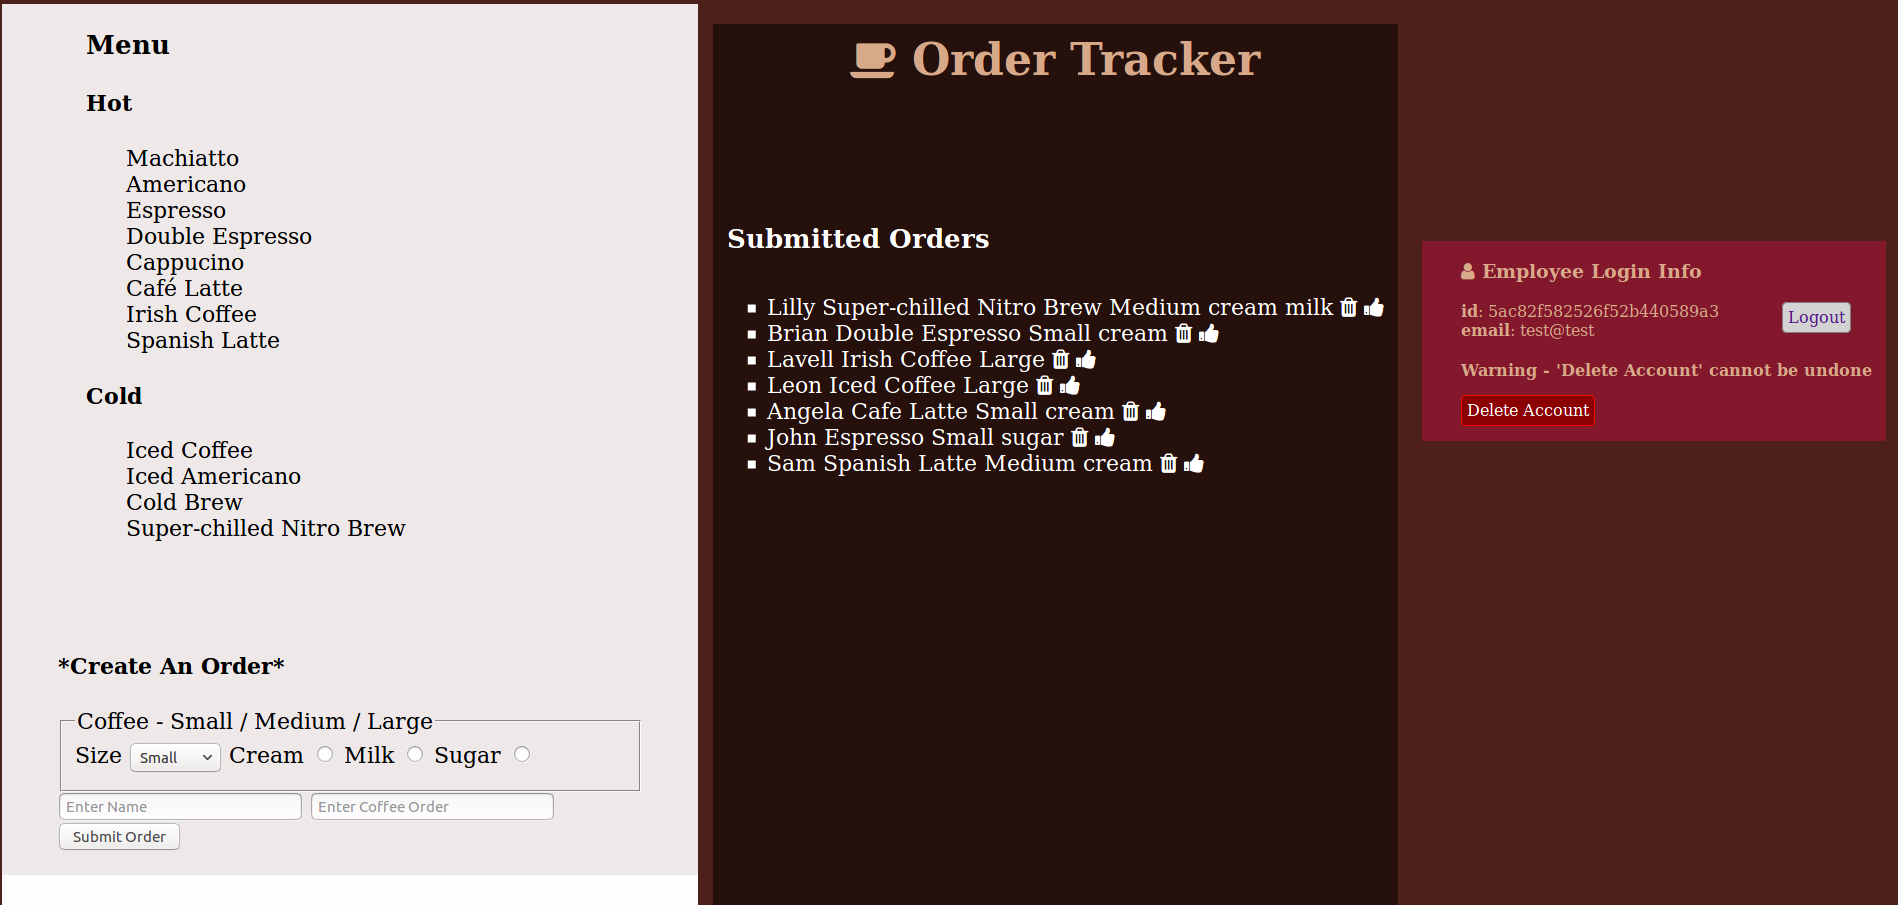 Menu
Hot
Machiatto
Americano
Espresso
Double Espresso
Cappucino
Café Latte
Irish Coffee
Spanish Latte
Cold
Iced Coffee
Iced Americano
Cold Brew
Super-chilled Nitro Brew
*Create An Order*
Coffee - Small / Medium / Large
Size Small Cream Milk Sugar
Enter Name Enter Coffee Order
Submit Order
Order Tracker
Submitted Orders
Lilly Super-chilled Nitro Brew Medium cream milk
Brian Double Espresso Small cream
Lavell Irish Coffee Large
Leon Iced Coffee Large
Angela Cafe Latte Small cream
John Espresso Small sugar
Sam Spanish Latte Medium cream
Employee Login Info
id: 5ac82f582526f52b440589a3
email: test@test
Logout
Warning - 'Delete Account' cannot be undone
Delete Account